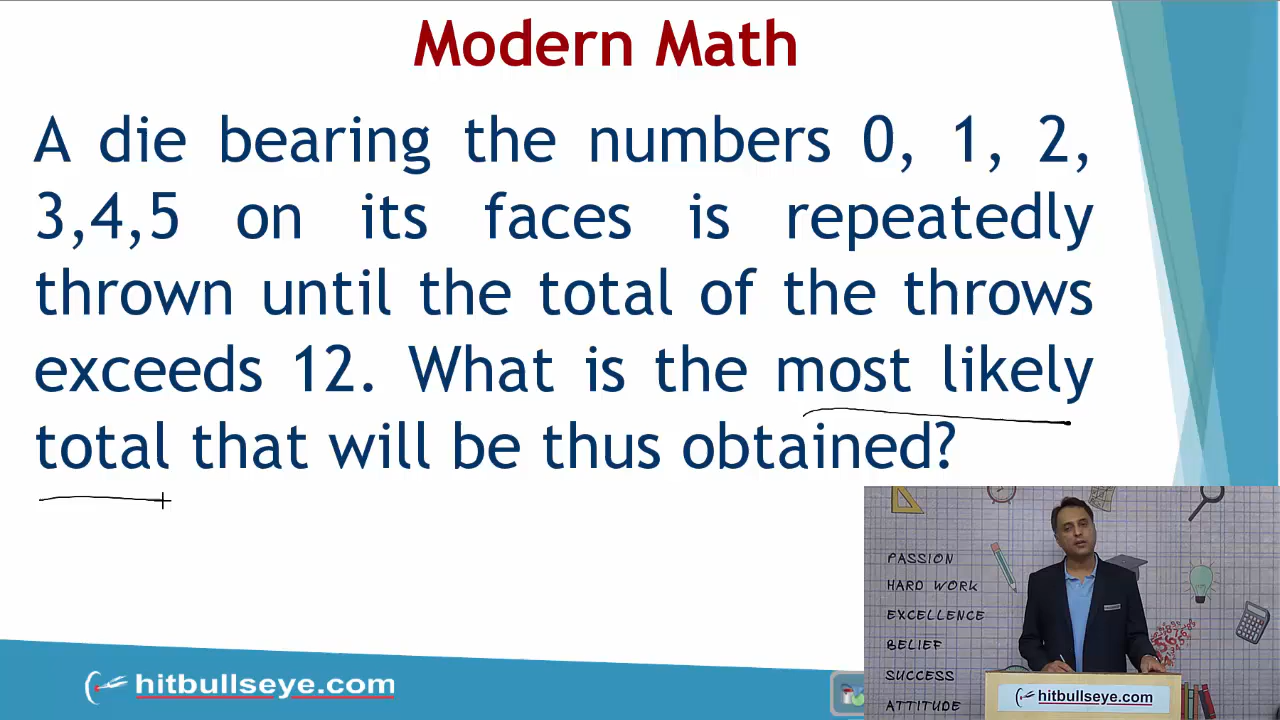 Modern Math
A die bearing the numbers 0, 1, 2,
3,4,5 on its faces is repeatedly
thrown until the total of the throws
exceeds 12. What is the most likely
total that will be thus obtained?
PASSION
HARD WORK
EXCELLENCE
BELIEF
SUCCESS
ATTITUDE
hitbullseye.com
hitbullseye.com